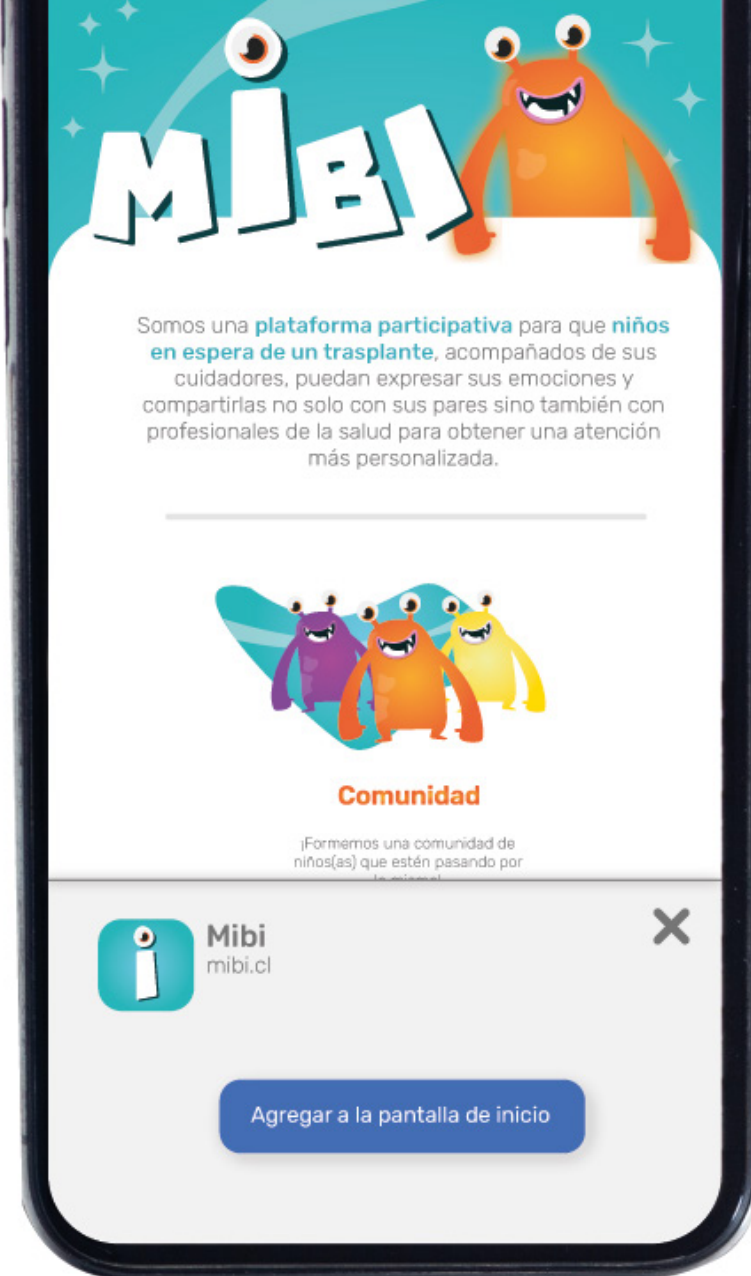 MIBI
Somos una plataforma participativa para que niños
en espera de un trasplante, acompañados de sus
cuidadores, puedan expresar sus emociones y
compartirlas no solo con sus pares sino también con
profesionales de la salud para obtener una atención
más personalizada.
Comunidad
¡Formemos una comunidad de
niños(as) que estén pasando por
lo mismo!
Mibi
mibi.cl
i
Agregar a la pantalla de inicio